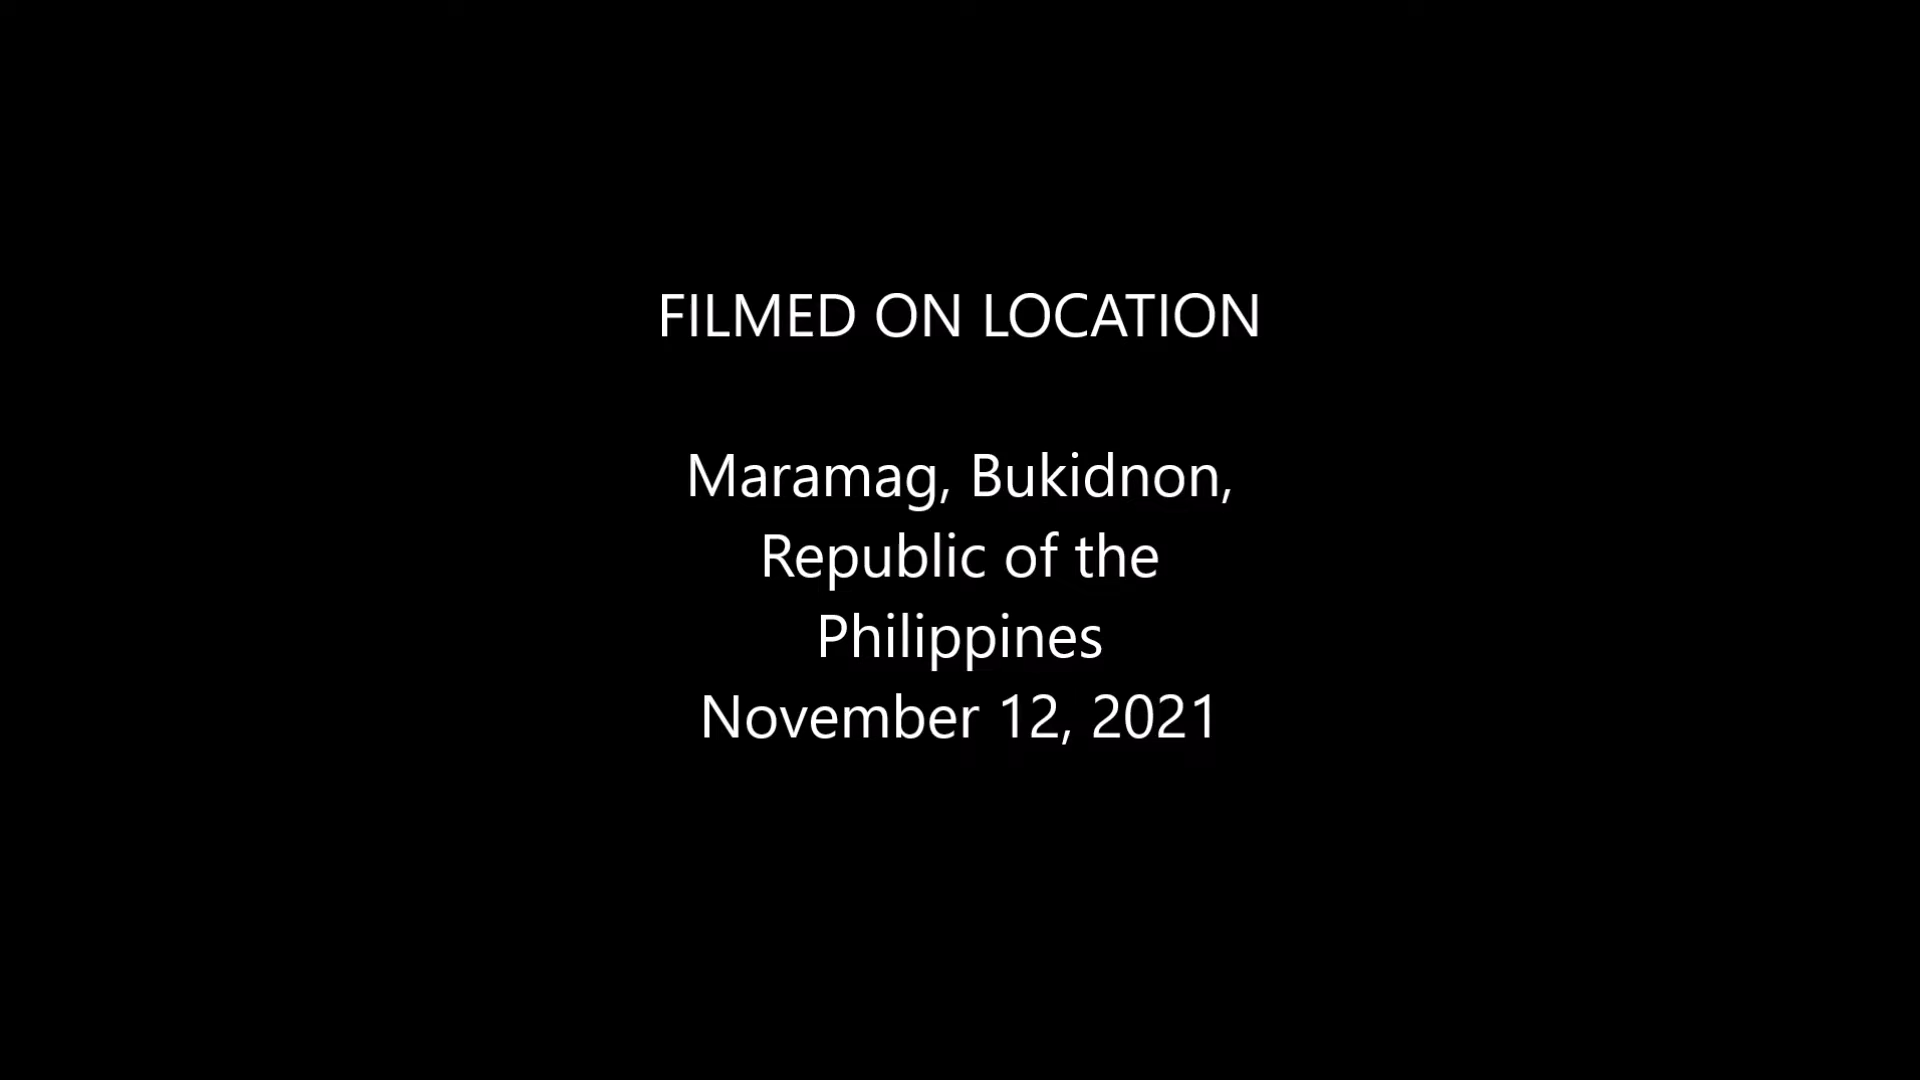 FILMED ON LOCATION
Maramag, Bukidnon,
Republic of the
Philippines
November 12, 2021